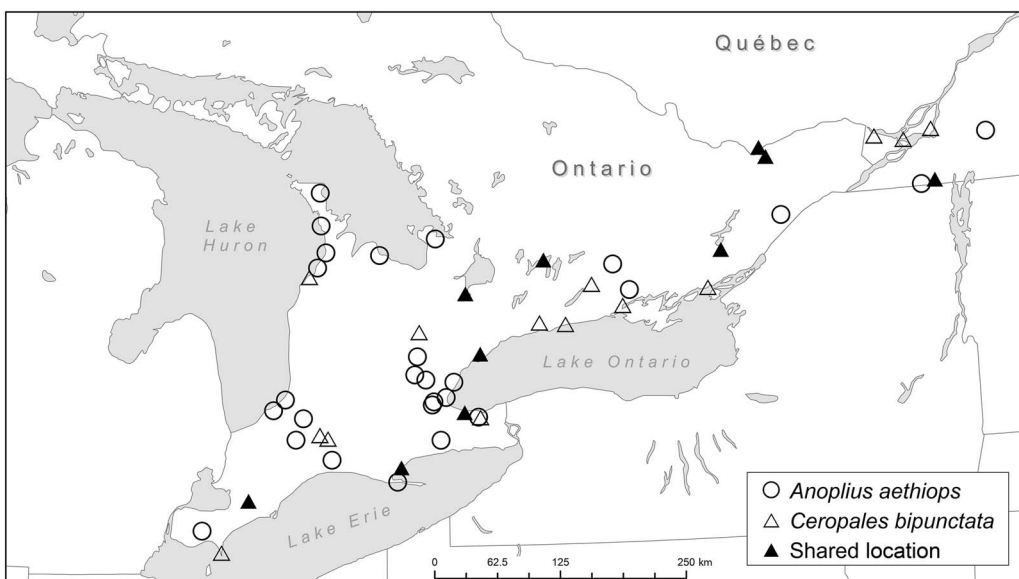 Québec
Ontario
Lake
Huron
Lake Ontario
Lake Erie
Anoplius aethiops
Ceropales bipunctata
Shared location
0 62.5 125 250 km